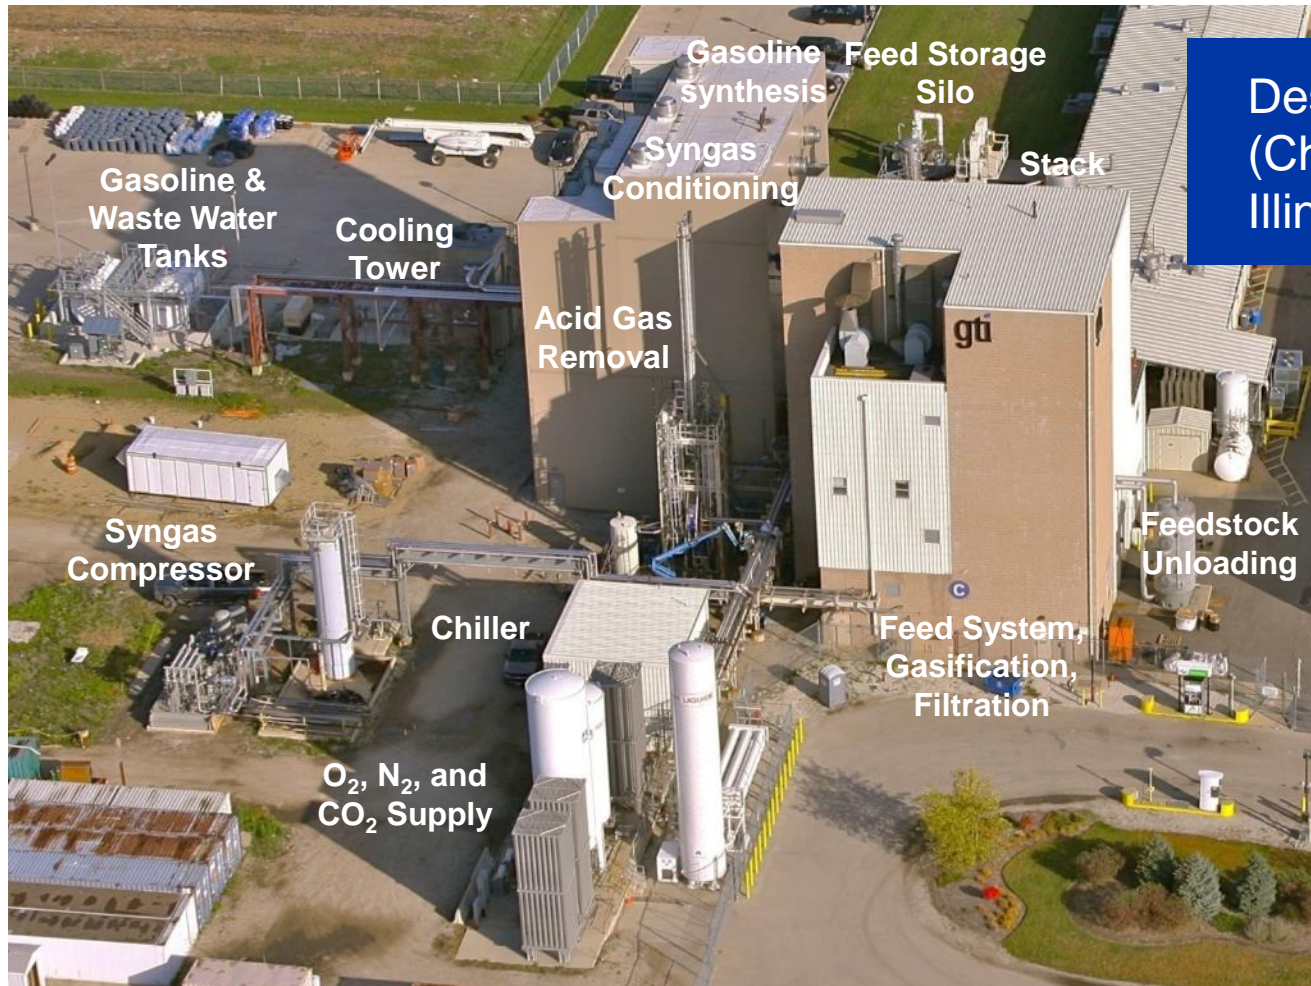 Gasoline
synthesis
Feed Storage
Silo
Des
(Ch
Illin
Syngas
Conditioning
Stack
Gasoline &
Waste Water
Tanks
Cooling
Tower
Acid Gas
Removal
gti
Syngas
Compressor
Feedstock
Unloading
C
Chiller
Feed System,
Gasification,
Filtration
LIQUIDE
O₂, N₂, and
CO₂ Supply